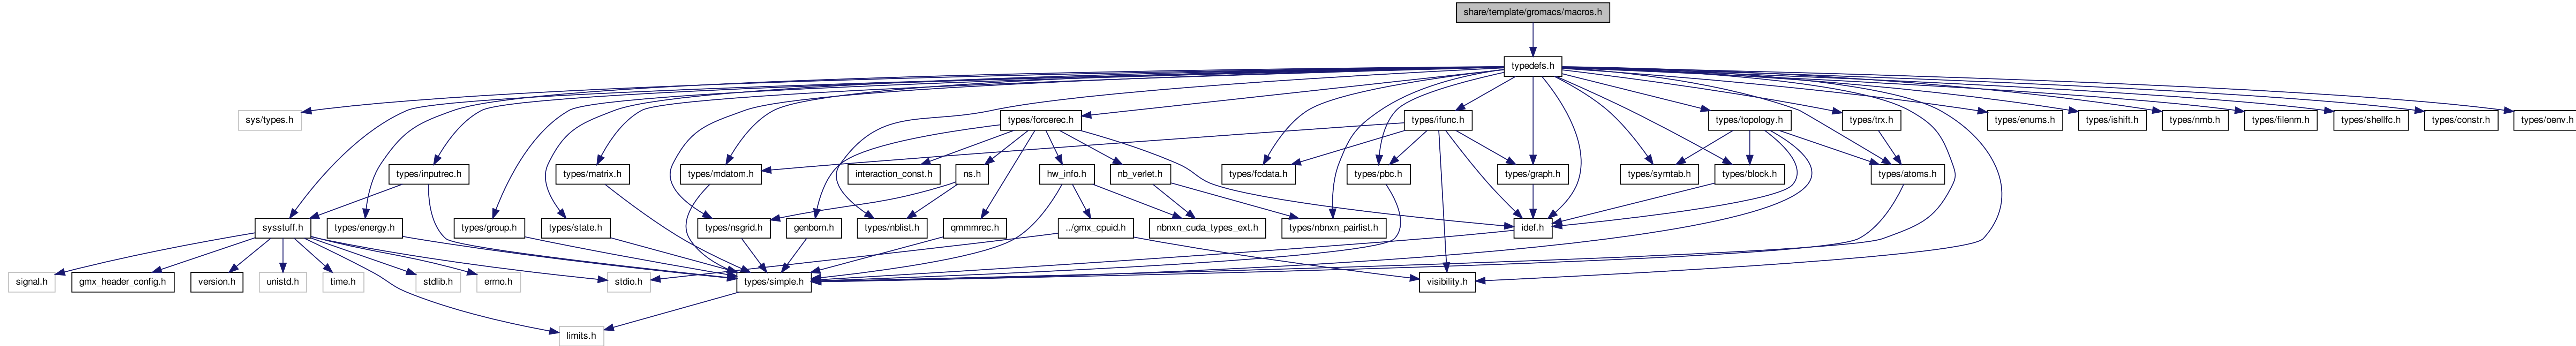 share/template/gromacs/macros.h
typedefs.h
sys/types.h
types/forcerec.h
types/ifunc.h
types/topology.h
types/trx.h
types/enums.h
types/ishift.h
types/nrnb.h
types/filenm.h
types/shellfc.h
types/constr.h
types/oenv.h
types/inputrec.h
types/matrix.h
types/mdatom.h
interaction_const.h
ns.h
hw_info.h
nb_verlet.h
types/fcdata.h
types/pbc.h
types/graph.h
types/symtab.h
types/block.h
types/atoms.h
sysstuff.h
types/energy.h
types/group.h
types/state.h
types/nsgrid.h
genborn.h
types/nblist.h
qmmmrec.h
../gmx_cpuid.h
nbnxn_cuda_types_ext.h
types/nbnxn_pairlist.h
idef.h
signal.h
gmx_header_config.h
version.h
unistd.h
time.h
stdlib.h
errno.h
stdio.h
types/simple.h
visibility.h
limits.h